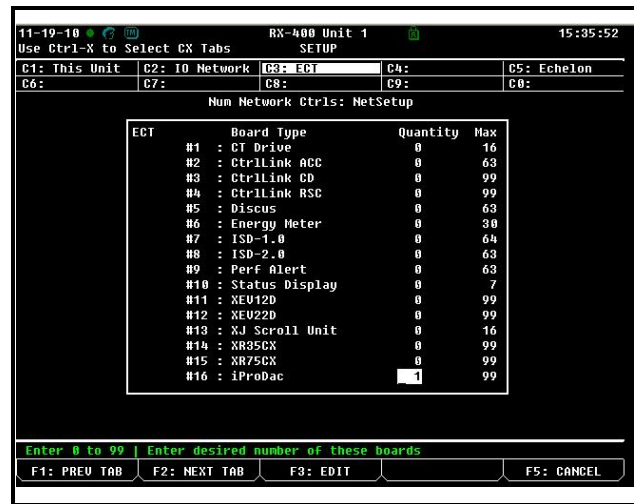 11-19-10 TM RX-400 Unit 1 15:35:52
Use Ctrl-X to Select CX Tabs SETUP
C1: This Unit C2: IO Network C3: ECT C4: C5: Echelon
C6: C7: C8: C9: C0:
Num Network Ctrls: NetSetup
ECT Board Type Quantity Max
#1 : CT Drive 0 16
#2 : CtrlLink ACC 0 63
#3 : CtrlLink CD 0 99
#4 : CtrlLink RSC 0 99
#5 : Discus 0 63
#6 : Energy Meter 0 30
#7 : ISD-1.0 0 64
#8 : ISD-2.0 0 63
#9 : Perf Alert 0 63
#10 : Status Display 0 7
#11 : XEV12D 0 99
#12 : XEV22D 0 99
#13 : XJ Scroll Unit 0 16
#14 : XR35CX 0 99
#15 : XR75CX 0 99
#16 : iProDac 1 99
Enter 0 to 99 | Enter desired number of these boards
F1: PREV TAB F2: NEXT TAB F3: EDIT F5: CANCEL